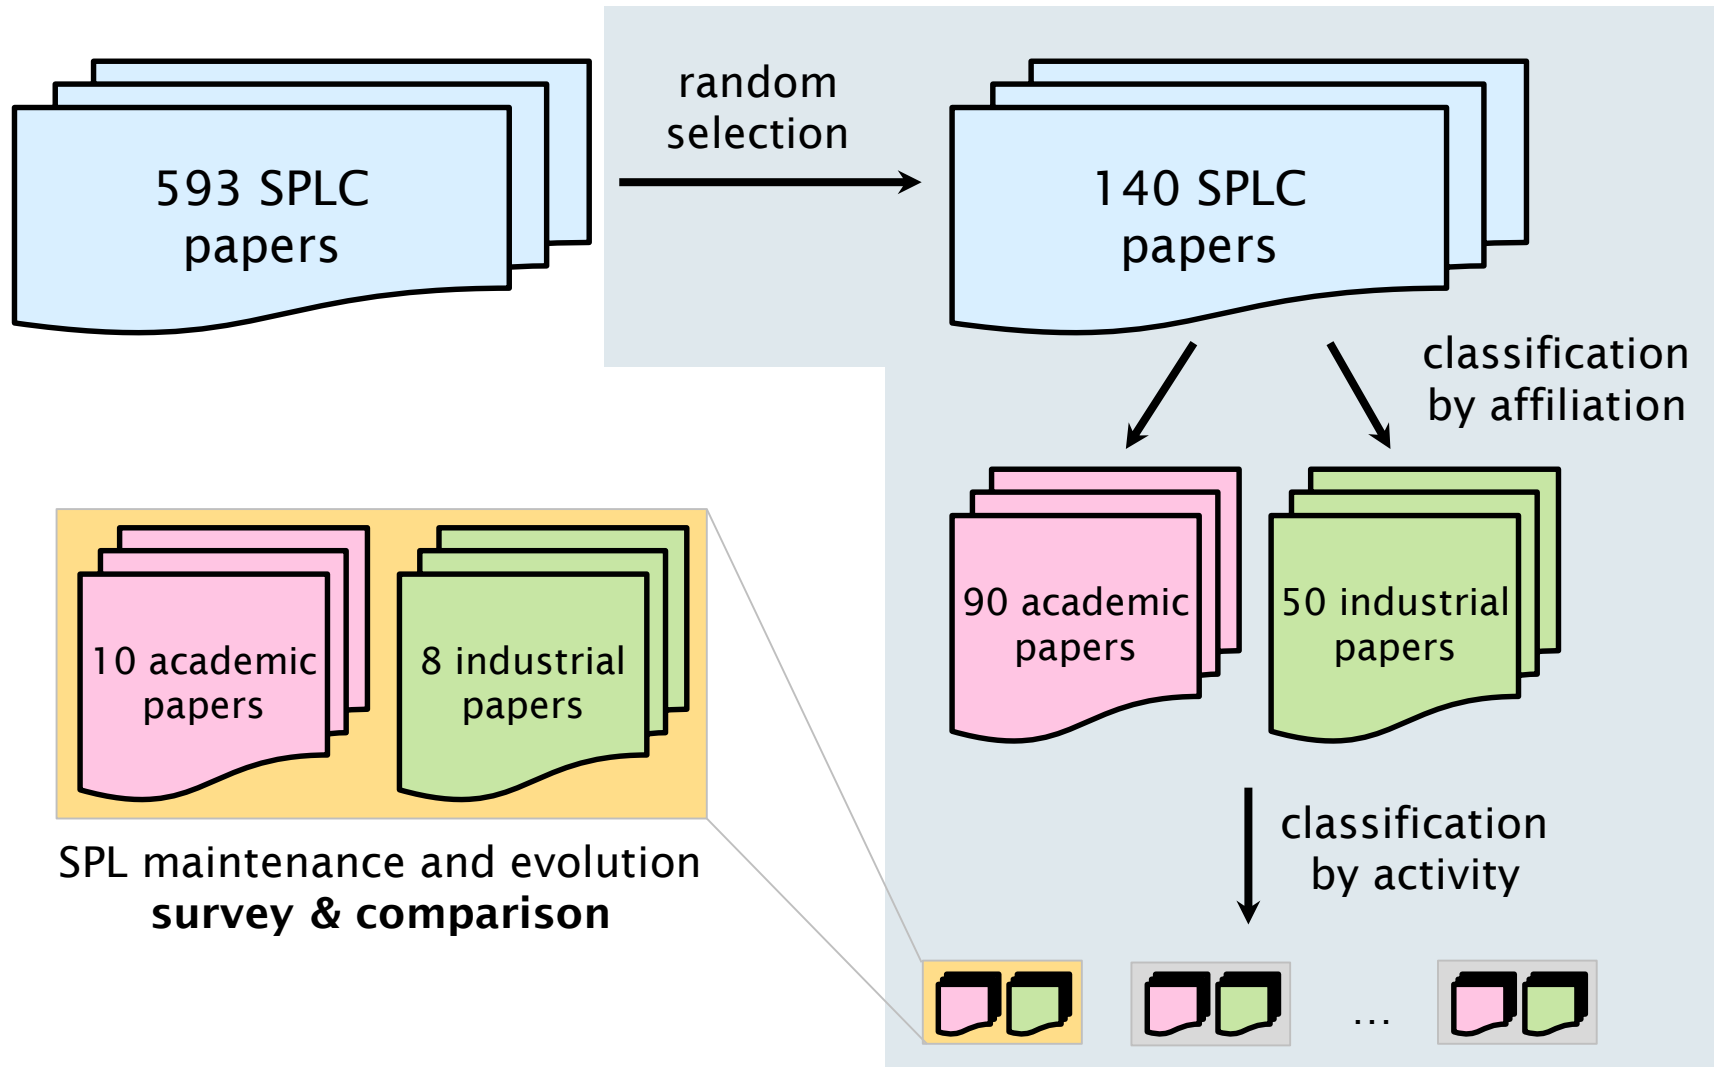 593 SPLC
papers
random
selection
140 SPLC
papers
classification
by affiliation
90 academic
papers
50 industrial
papers
classification
by activity
…
10 academic
papers
8 industrial
papers
SPL maintenance and evolution
survey & comparison